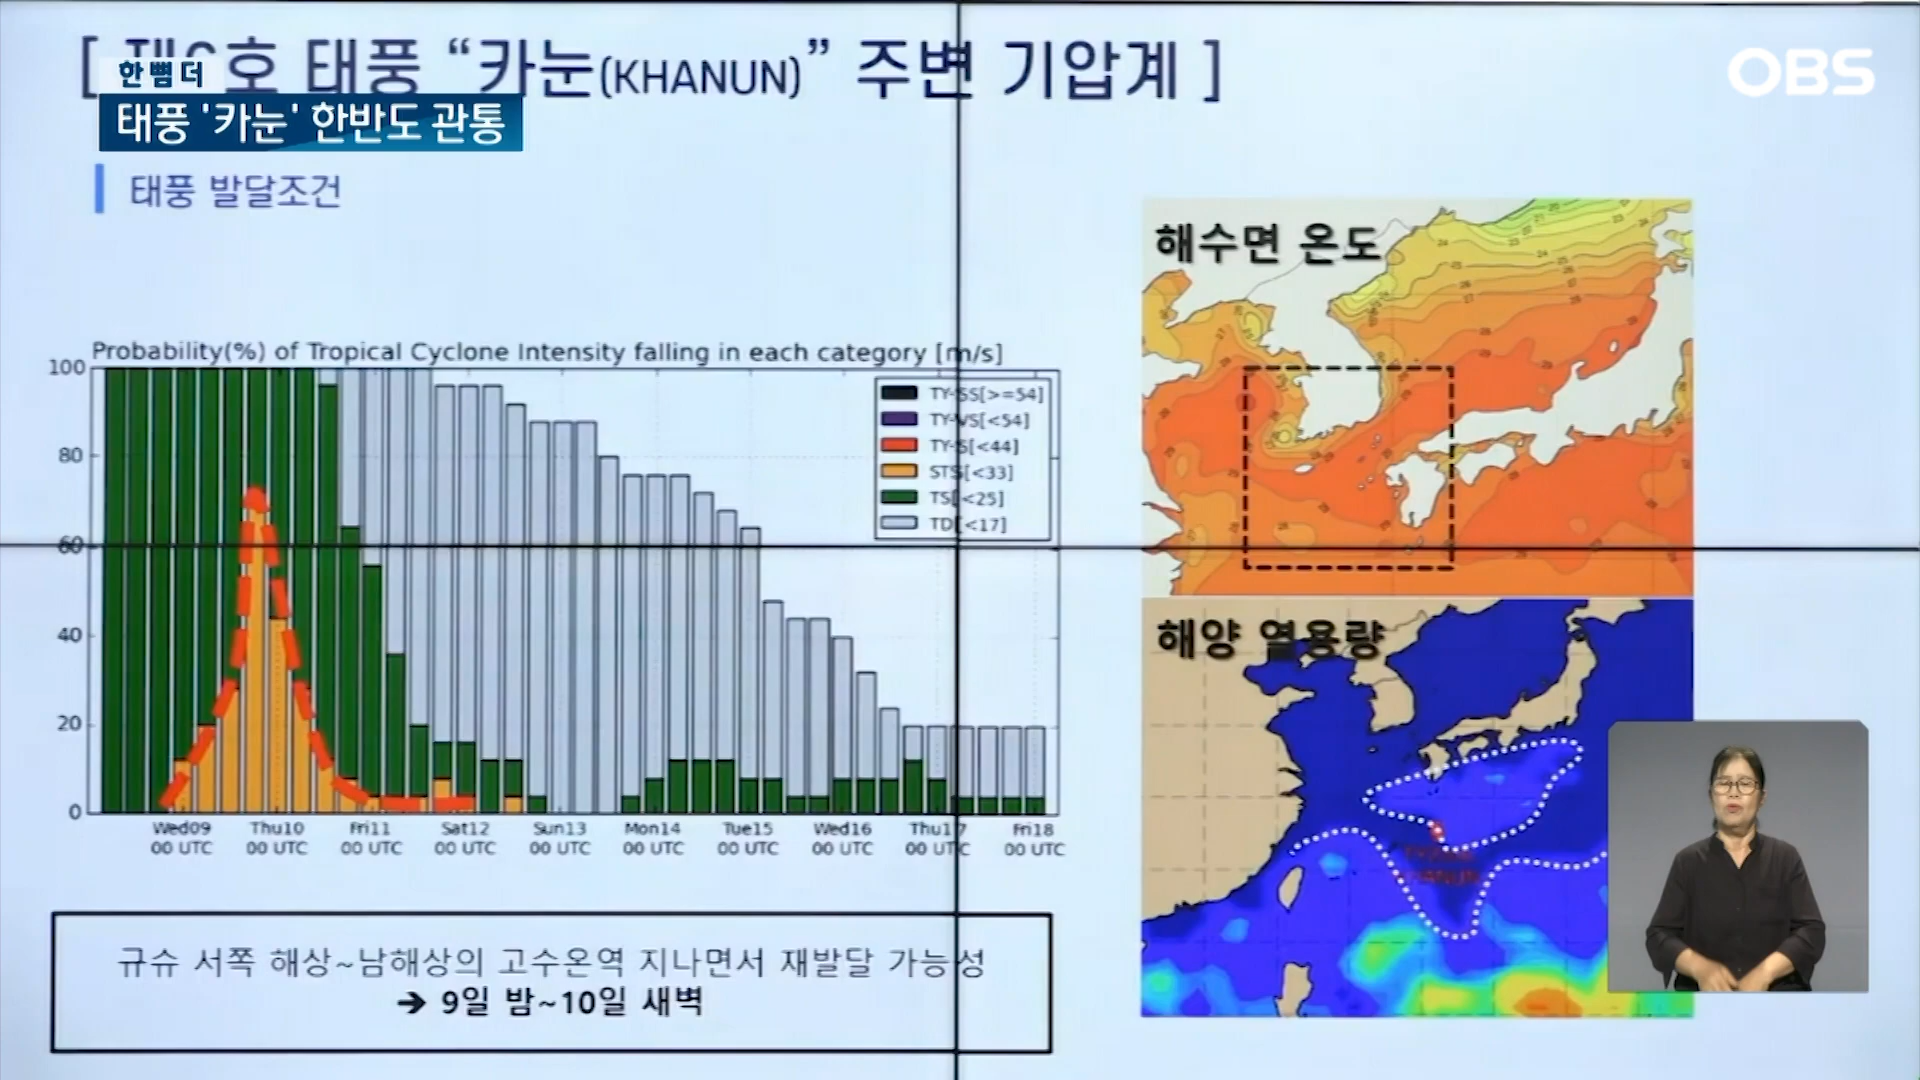 [ 제6호 태풍 “카눈(KHANUN)” 주변 기압계 ]
한 뼘 더
태풍 '카눈' 한반도 관통
OBS
태풍 발달조건
해수면 온도
Probability(%) of Tropical Cyclone Intensity falling in each category [m/s]
100
80
60
40
20
0
TY-SS[>=54]
TY-VS[<54]
TY-S[<44]
STS[<33]
TS[<25]
TD[<17]
Wed09 Thu10 Fri11 Sat12 Sun13 Mon14 Tue15 Wed16 Thu17 Fri18
00 UTC 00 UTC 00 UTC 00 UTC 00 UTC 00 UTC 00 UTC 00 UTC 00 UTC 00 UTC
해양 열용량
규슈 서쪽 해상~남해상의 고수온역 지나면서 재발달 가능성
➔ 9일 밤~10일 새벽